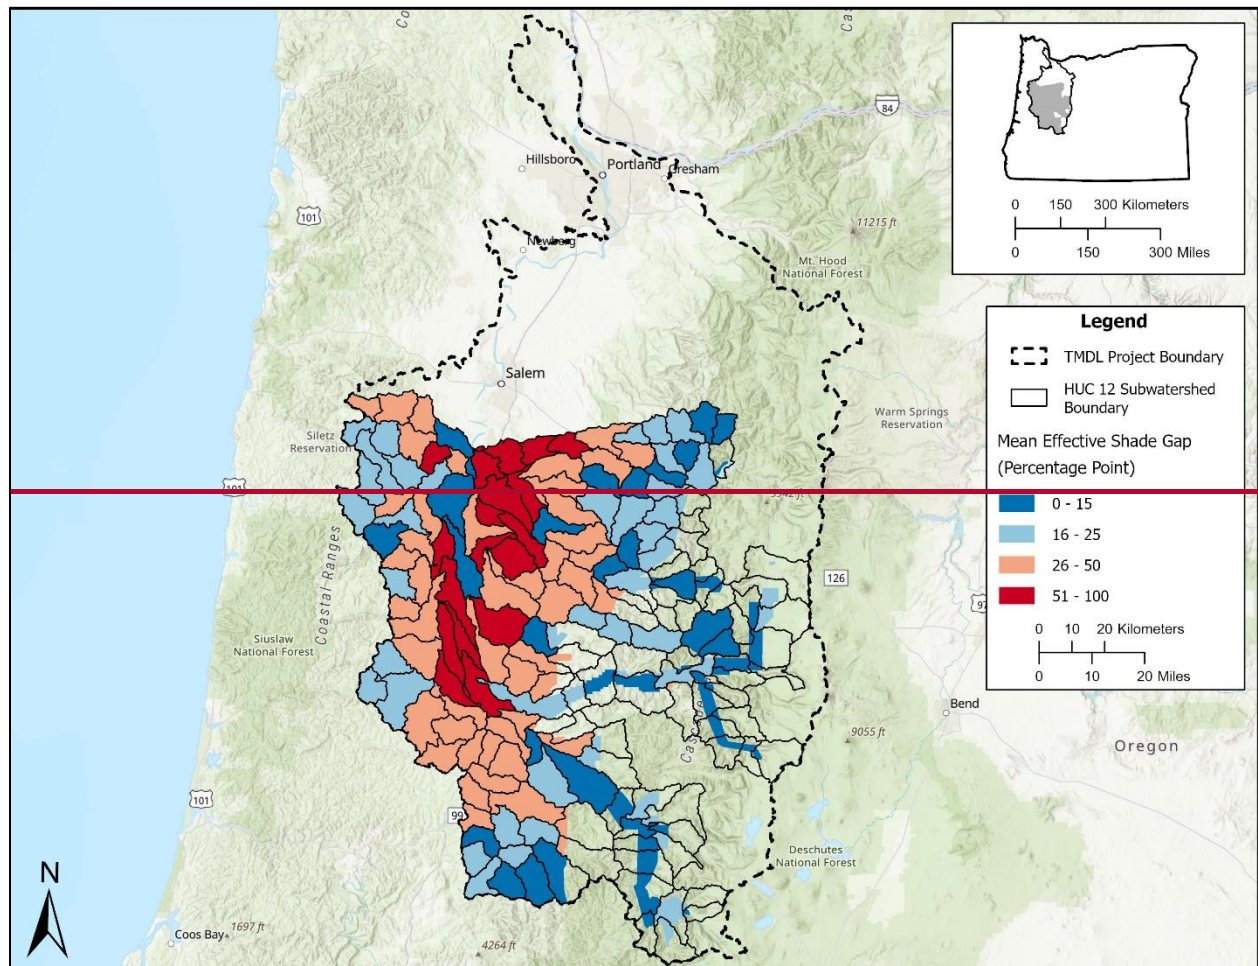 Co
Cas
84
Hillsboro
Portland
Gresham
101
Newberg
11215 ft
Mt. Hood
National Forest
0 150 300 Kilometers
0 150 300 Miles
Legend
TMDL Project Boundary
HUC 12 Subwatershed
Boundary
Mean Effective Shade Gap
(Percentage Point)
0 - 15
16 - 25
26 - 50
51 - 100
0 10 20 Kilometers
0 10 20 Miles
Salem
Siletz
Reservation
Warm Springs
Reservation
101
Coastal Ranges
126
97
Siuslaw
National Forest
Bend
9055 ft
Oregon
101
99
Deschutes
National Forest
N
Coos Bay
1697 ft
4264 ft